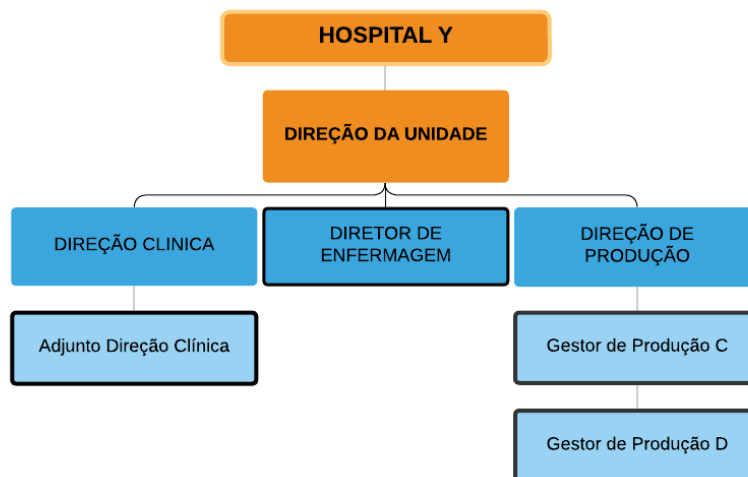 HOSPITAL Y
DIREÇÃO DA UNIDADE
DIREÇÃO CLINICA
DIRETOR DE
ENFERMAGEM
DIREÇÃO DE
PRODUÇÃO
Adjunto Direção Clínica
Gestor de Produção C
Gestor de Produção D